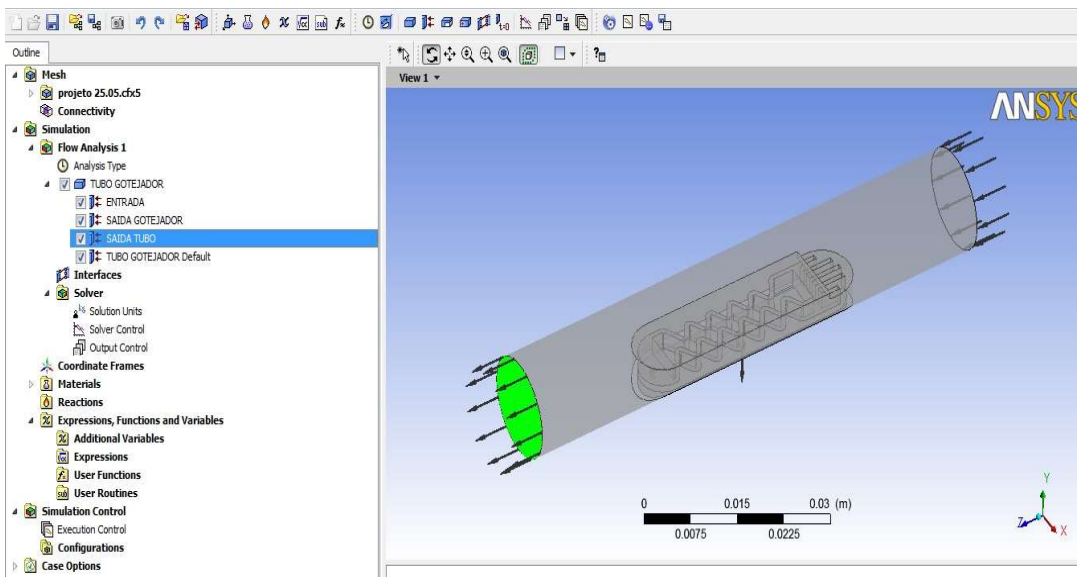 Outline
Mesh
projeto 25.05.cfx5
Connectivity
Simulation
Flow Analysis 1
Analysis Type
TUBO GOTEJADOR
ENTRADA
SAIDA GOTEJADOR
SAIDA TUBO
TUBO GOTEJADOR Default
Interfaces
Solver
Solution Units
Solver Control
Output Control
Coordinate Frames
Materials
Reactions
Expressions, Functions and Variables
Additional Variables
Expressions
User Functions
User Routines
Simulation Control
Execution Control
Configurations
Case Options
View 1
ANSYS
0 0.015 0.03 (m)
0.0075 0.0225
Y
Z X